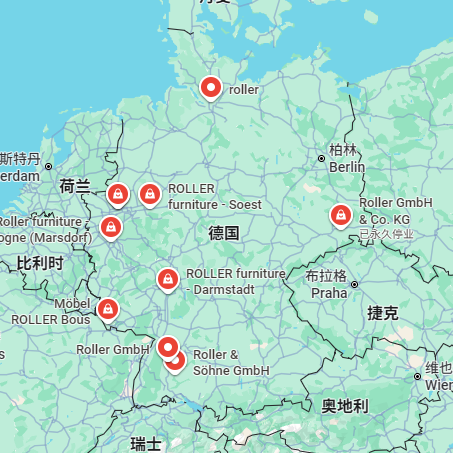 roller
柏林
Berlin
斯特丹
erdam
荷兰
ROLLER
furniture - Soest
Roller GmbH
& Co. KG
已永久停业
Roller furniture -
ogne (Marsdorf)
德国
比利时
ROLLER furniture
- Darmstadt
布拉格
Praha
Möbel
ROLLER Bous
捷克
Roller GmbH
Roller &
Söhne GmbH
维也
Wien
奥地利
瑞士